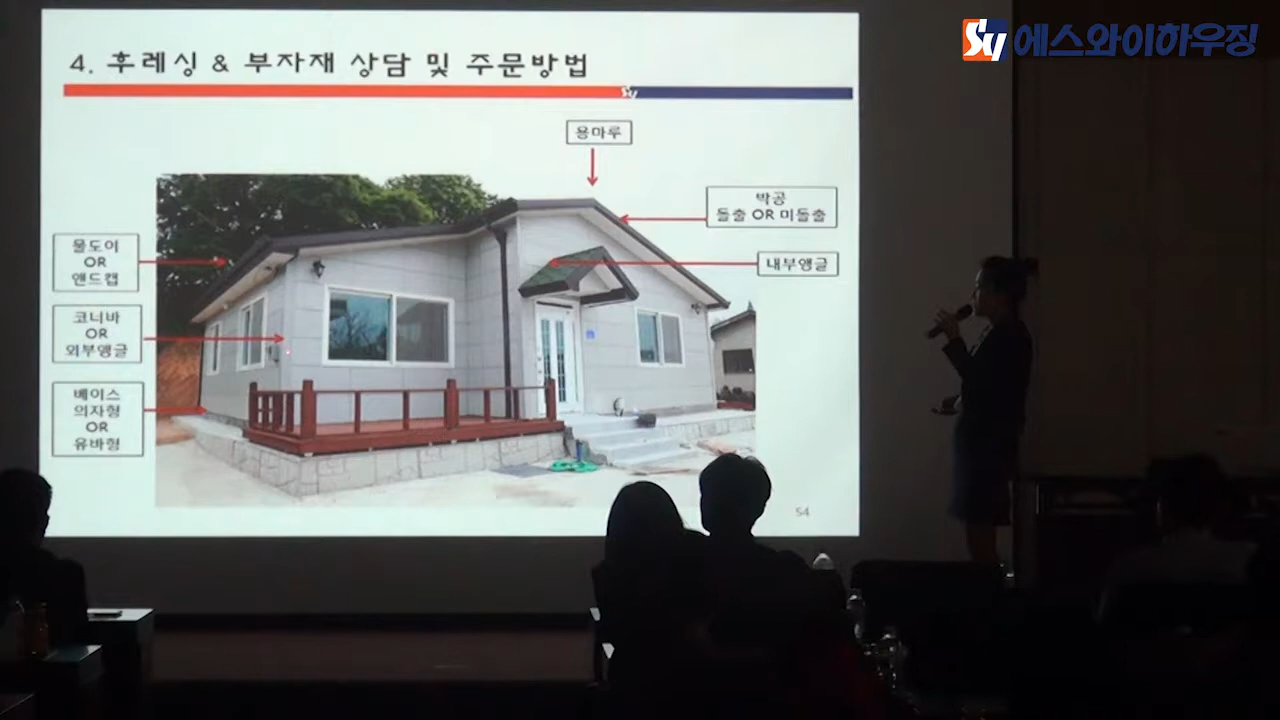 SY 에스와이하우징
4. 후레싱 & 부자재 상담 및 주문방법
SY
용마루
박공
돌출 OR 미돌출
내부앵글
물도이
OR
앤드캡
코너바
OR
외부앵글
베이스
의자형
OR
유바형
54